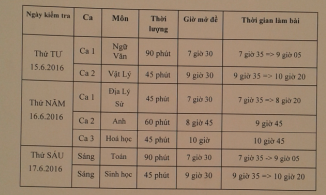 Ngày kiểm tra Ca Môn Thời lượng Giờ mở đề Thời gian làm bài
Thứ TƯ 15.6.2016 Ca 1 Ngữ Văn 90 phút 7 giờ 30 7 giờ 35 => 9 giờ 05
Ca 2 Vật Lý 45 phút 9 giờ 30 9 giờ 35 => 10 giờ 20
Thứ NĂM 16.6.2016 Ca 1 Địa Lý Sử 45 phút 7 giờ 30 7 giờ 35 => 8 giờ 20
Ca 2 Anh 60 phút 8 giờ 45 9 giờ 45
Ca 3 Hoá học 45 phút 10 giờ 10 giờ 45
Thứ SÁU 17.6.2016 Sáng Toán 90 phút 7 giờ 30 7 giờ 35 -> 9 giờ 05
Sáng Sinh học 45 phút 9 giờ 30 9 giờ 35 => 10 giờ 20